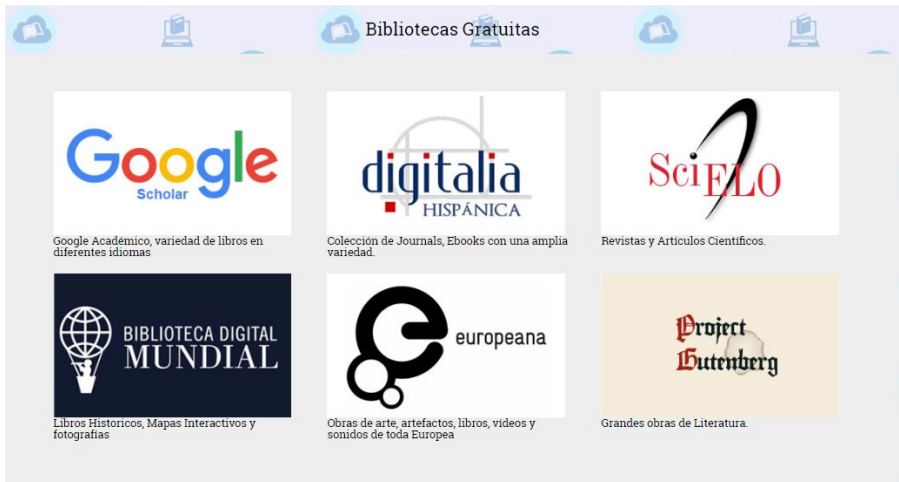 Bibliotecas Gratuitas
Google
Scholar
digitalia
HISPÁNICA
SciELO
Google Académico, variedad de libros en
diferentes idiomas
Colección de Journals, Ebooks con una amplia
variedad.
Revistas y Artículos Científicos.
BIBLIOTECA DIGITAL
MUNDIAL
europeana
Project
Gutenberg
Libros Historicos, Mapas Interactivos y
fotografías
Obras de arte, artefactos, libros, vídeos y
sonidos de toda Europea
Grandes obras de Literatura.